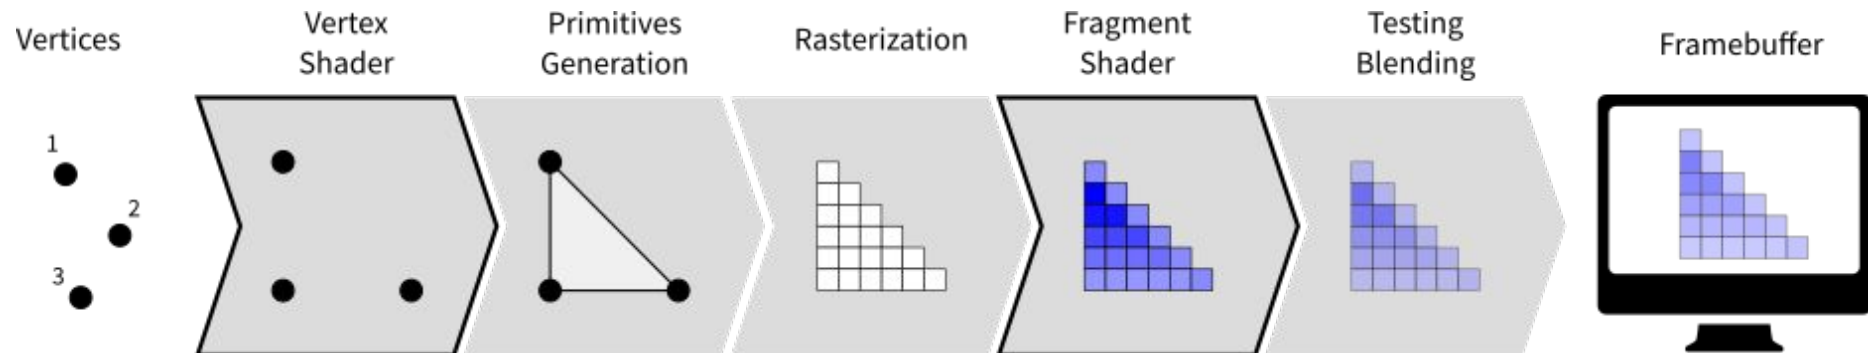 Vertices
Vertex
Shader
Primitives
Generation
Rasterization
Fragment
Shader
Testing
Blending
Framebuffer
1
2
3